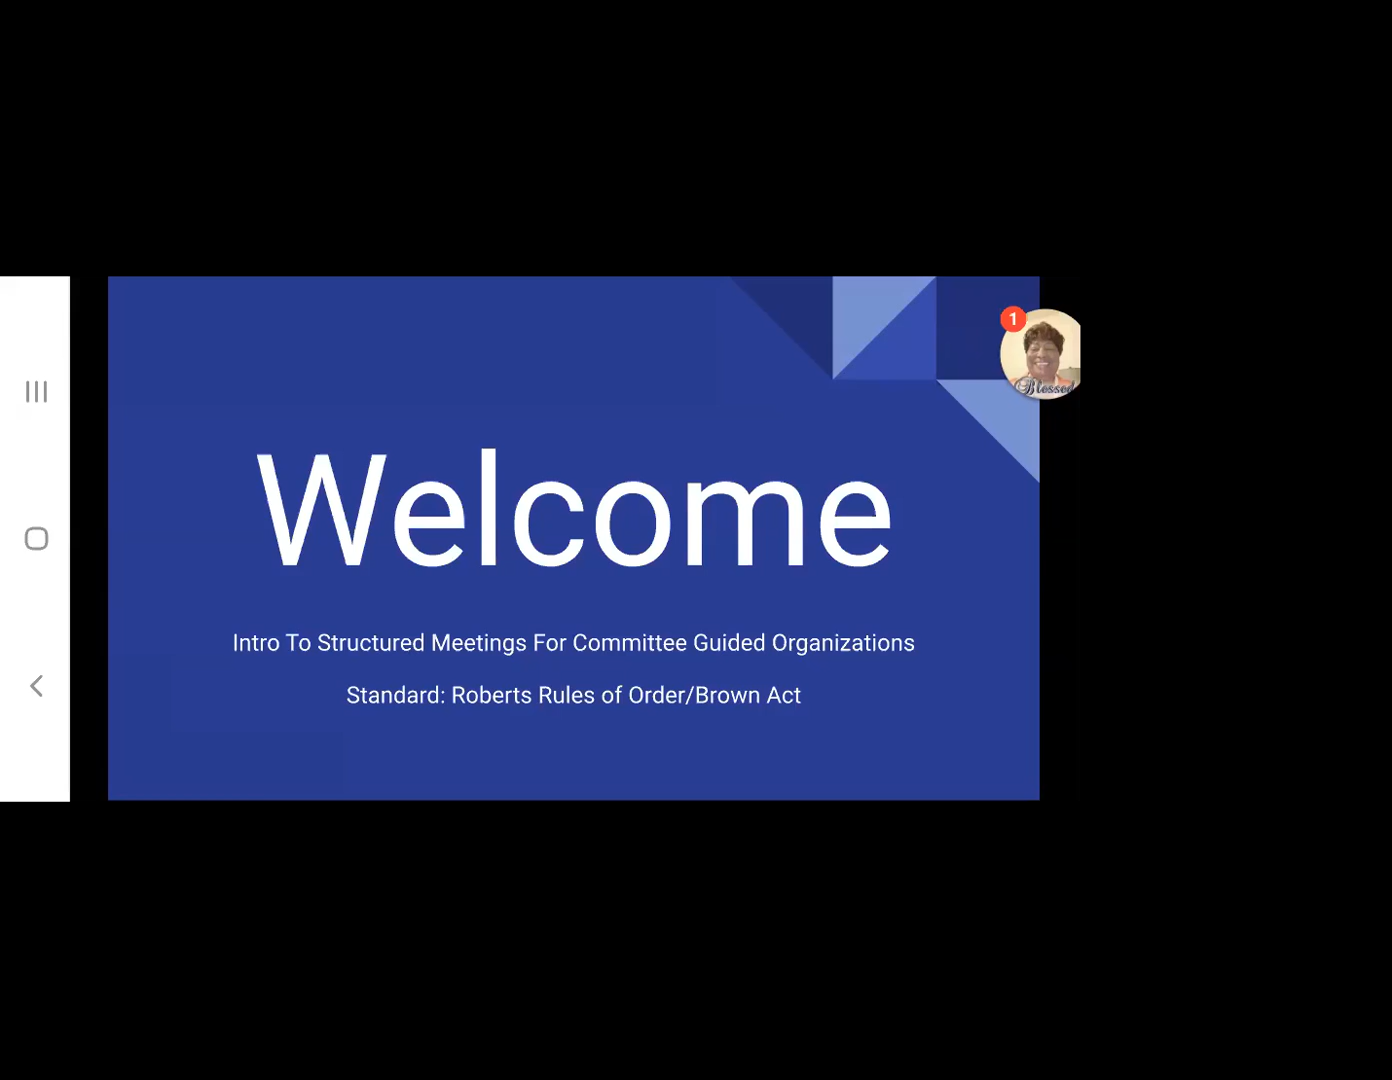 1
Blessed
Welcome
Intro To Structured Meetings For Committee Guided Organizations
Standard: Roberts Rules of Order/Brown Act